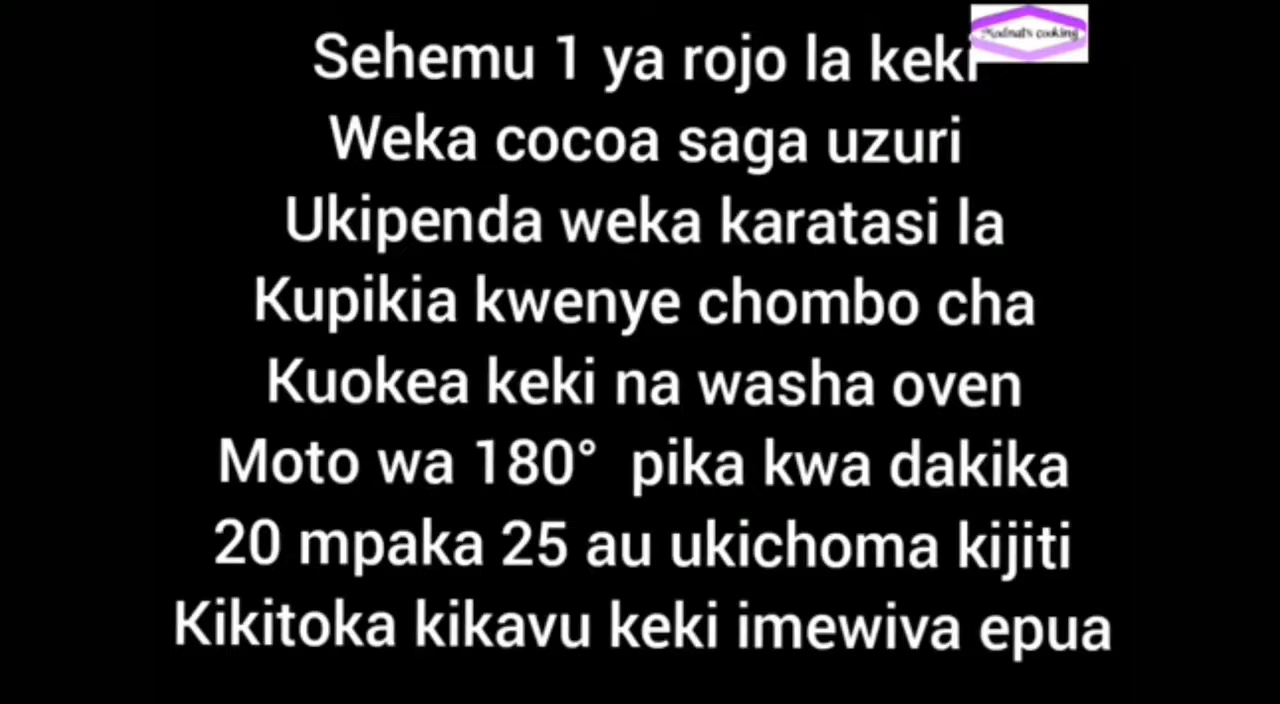 Sehemu 1 ya rojo la keki
Weka cocoa saga uzuri
Ukipenda weka karatasi la
Kupikia kwenye chombo cha
Kuokea keki na washa oven
Moto wa 180° pika kwa dakika
20 mpaka 25 au ukichoma kijiti
Kikitoka kikavu keki imewiva epua
cooking